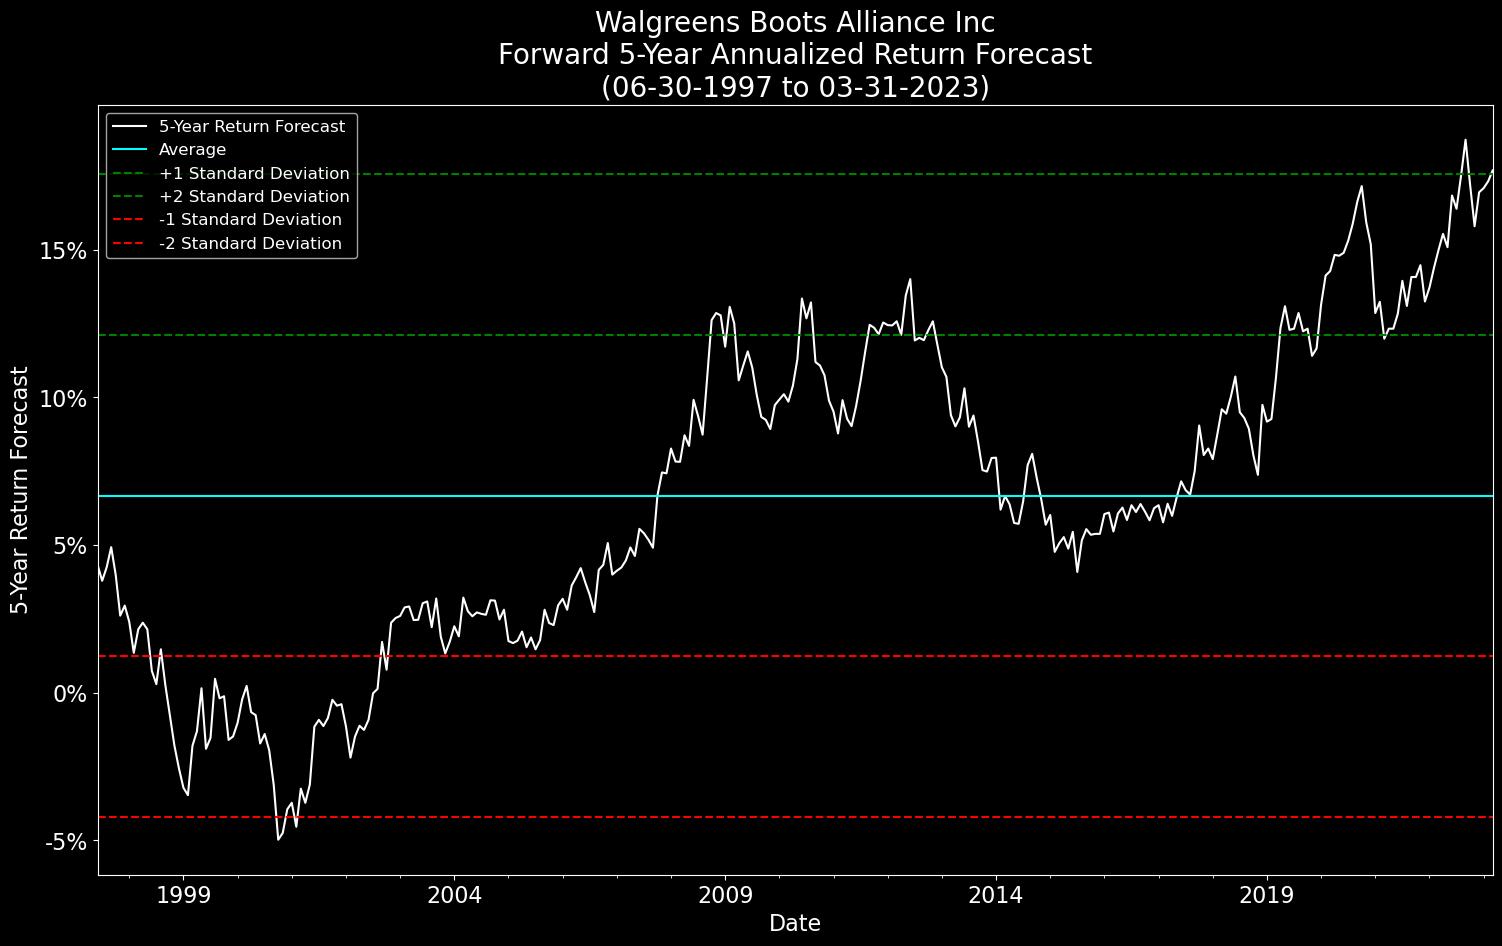 Walgreens Boots Alliance Inc
Forward 5-Year Annualized Return Forecast
(06-30-1997 to 03-31-2023)
5-Year Return Forecast
Average
+1 Standard Deviation
+2 Standard Deviation
-1 Standard Deviation
-2 Standard Deviation
15%
10%
5%
0%
-5%
5-Year Return Forecast
1999 2004 2009 2014 2019
Date